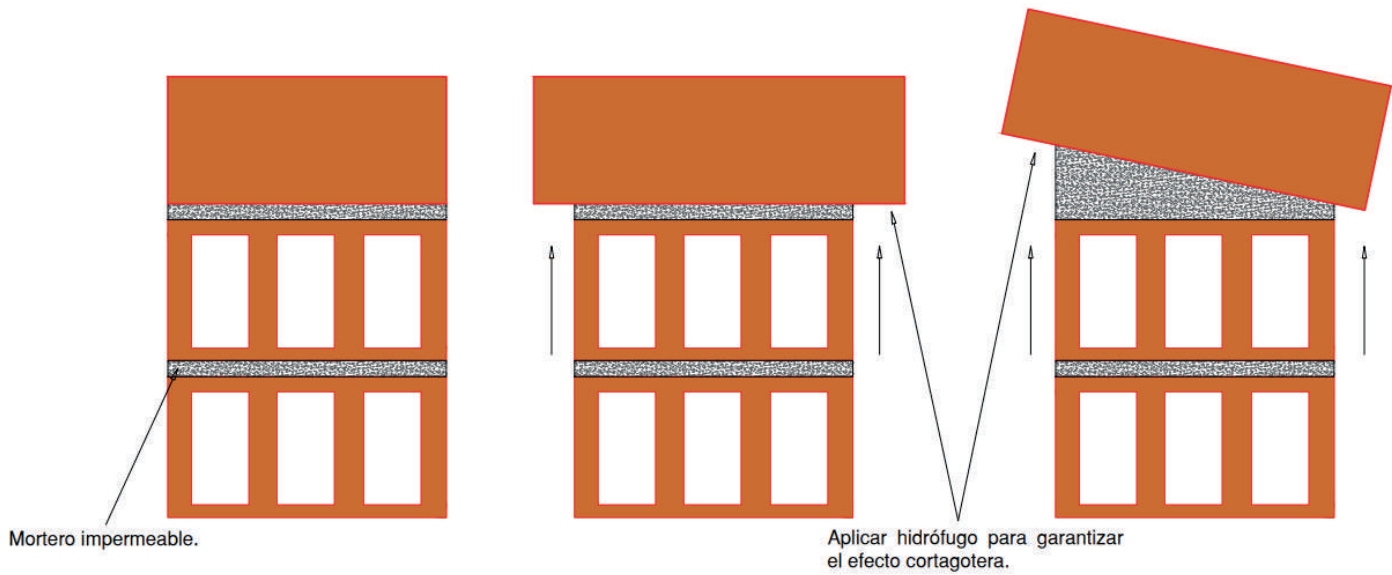 Mortero impermeable.
Aplicar hidrófugo para garantizar
el efecto cortagotera.